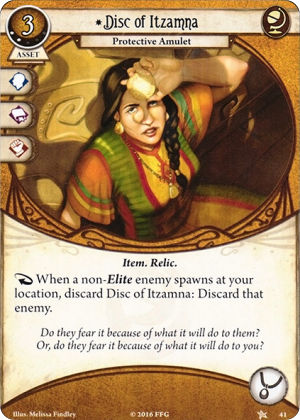 3
*Disc of Itzamna
ASSET
Protective Amulet
Item. Relic.
When a non-Elite enemy spawns at your
location, discard Disc of Itzamna: Discard that
enemy.
Do they fear it because of what it will do to them?
Or, do they fear it because of what it will do to you?
Illus. Melissa Findley
© 2016 FFG
41